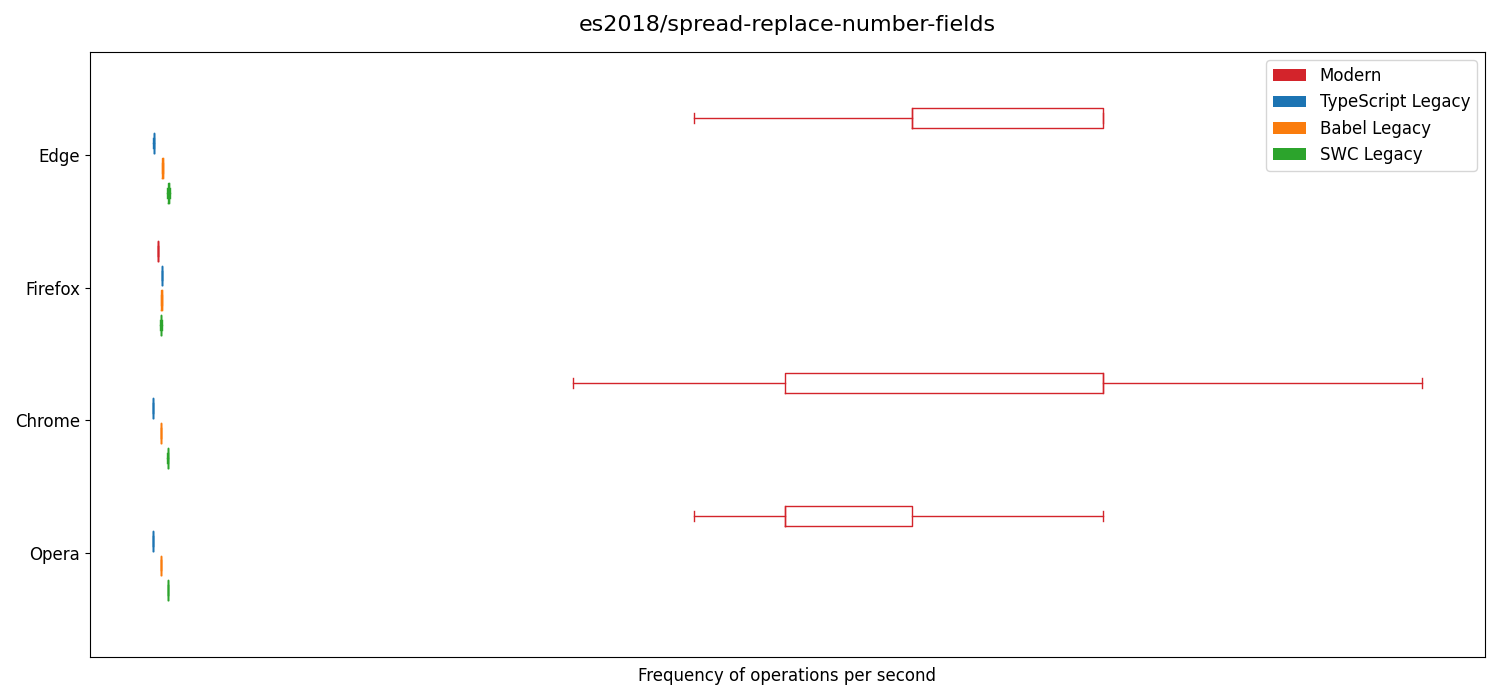 es2018/spread-replace-number-fields
Modern
TypeScript Legacy
Babel Legacy
SWC Legacy
Edge
Firefox
Chrome
Opera
Frequency of operations per second